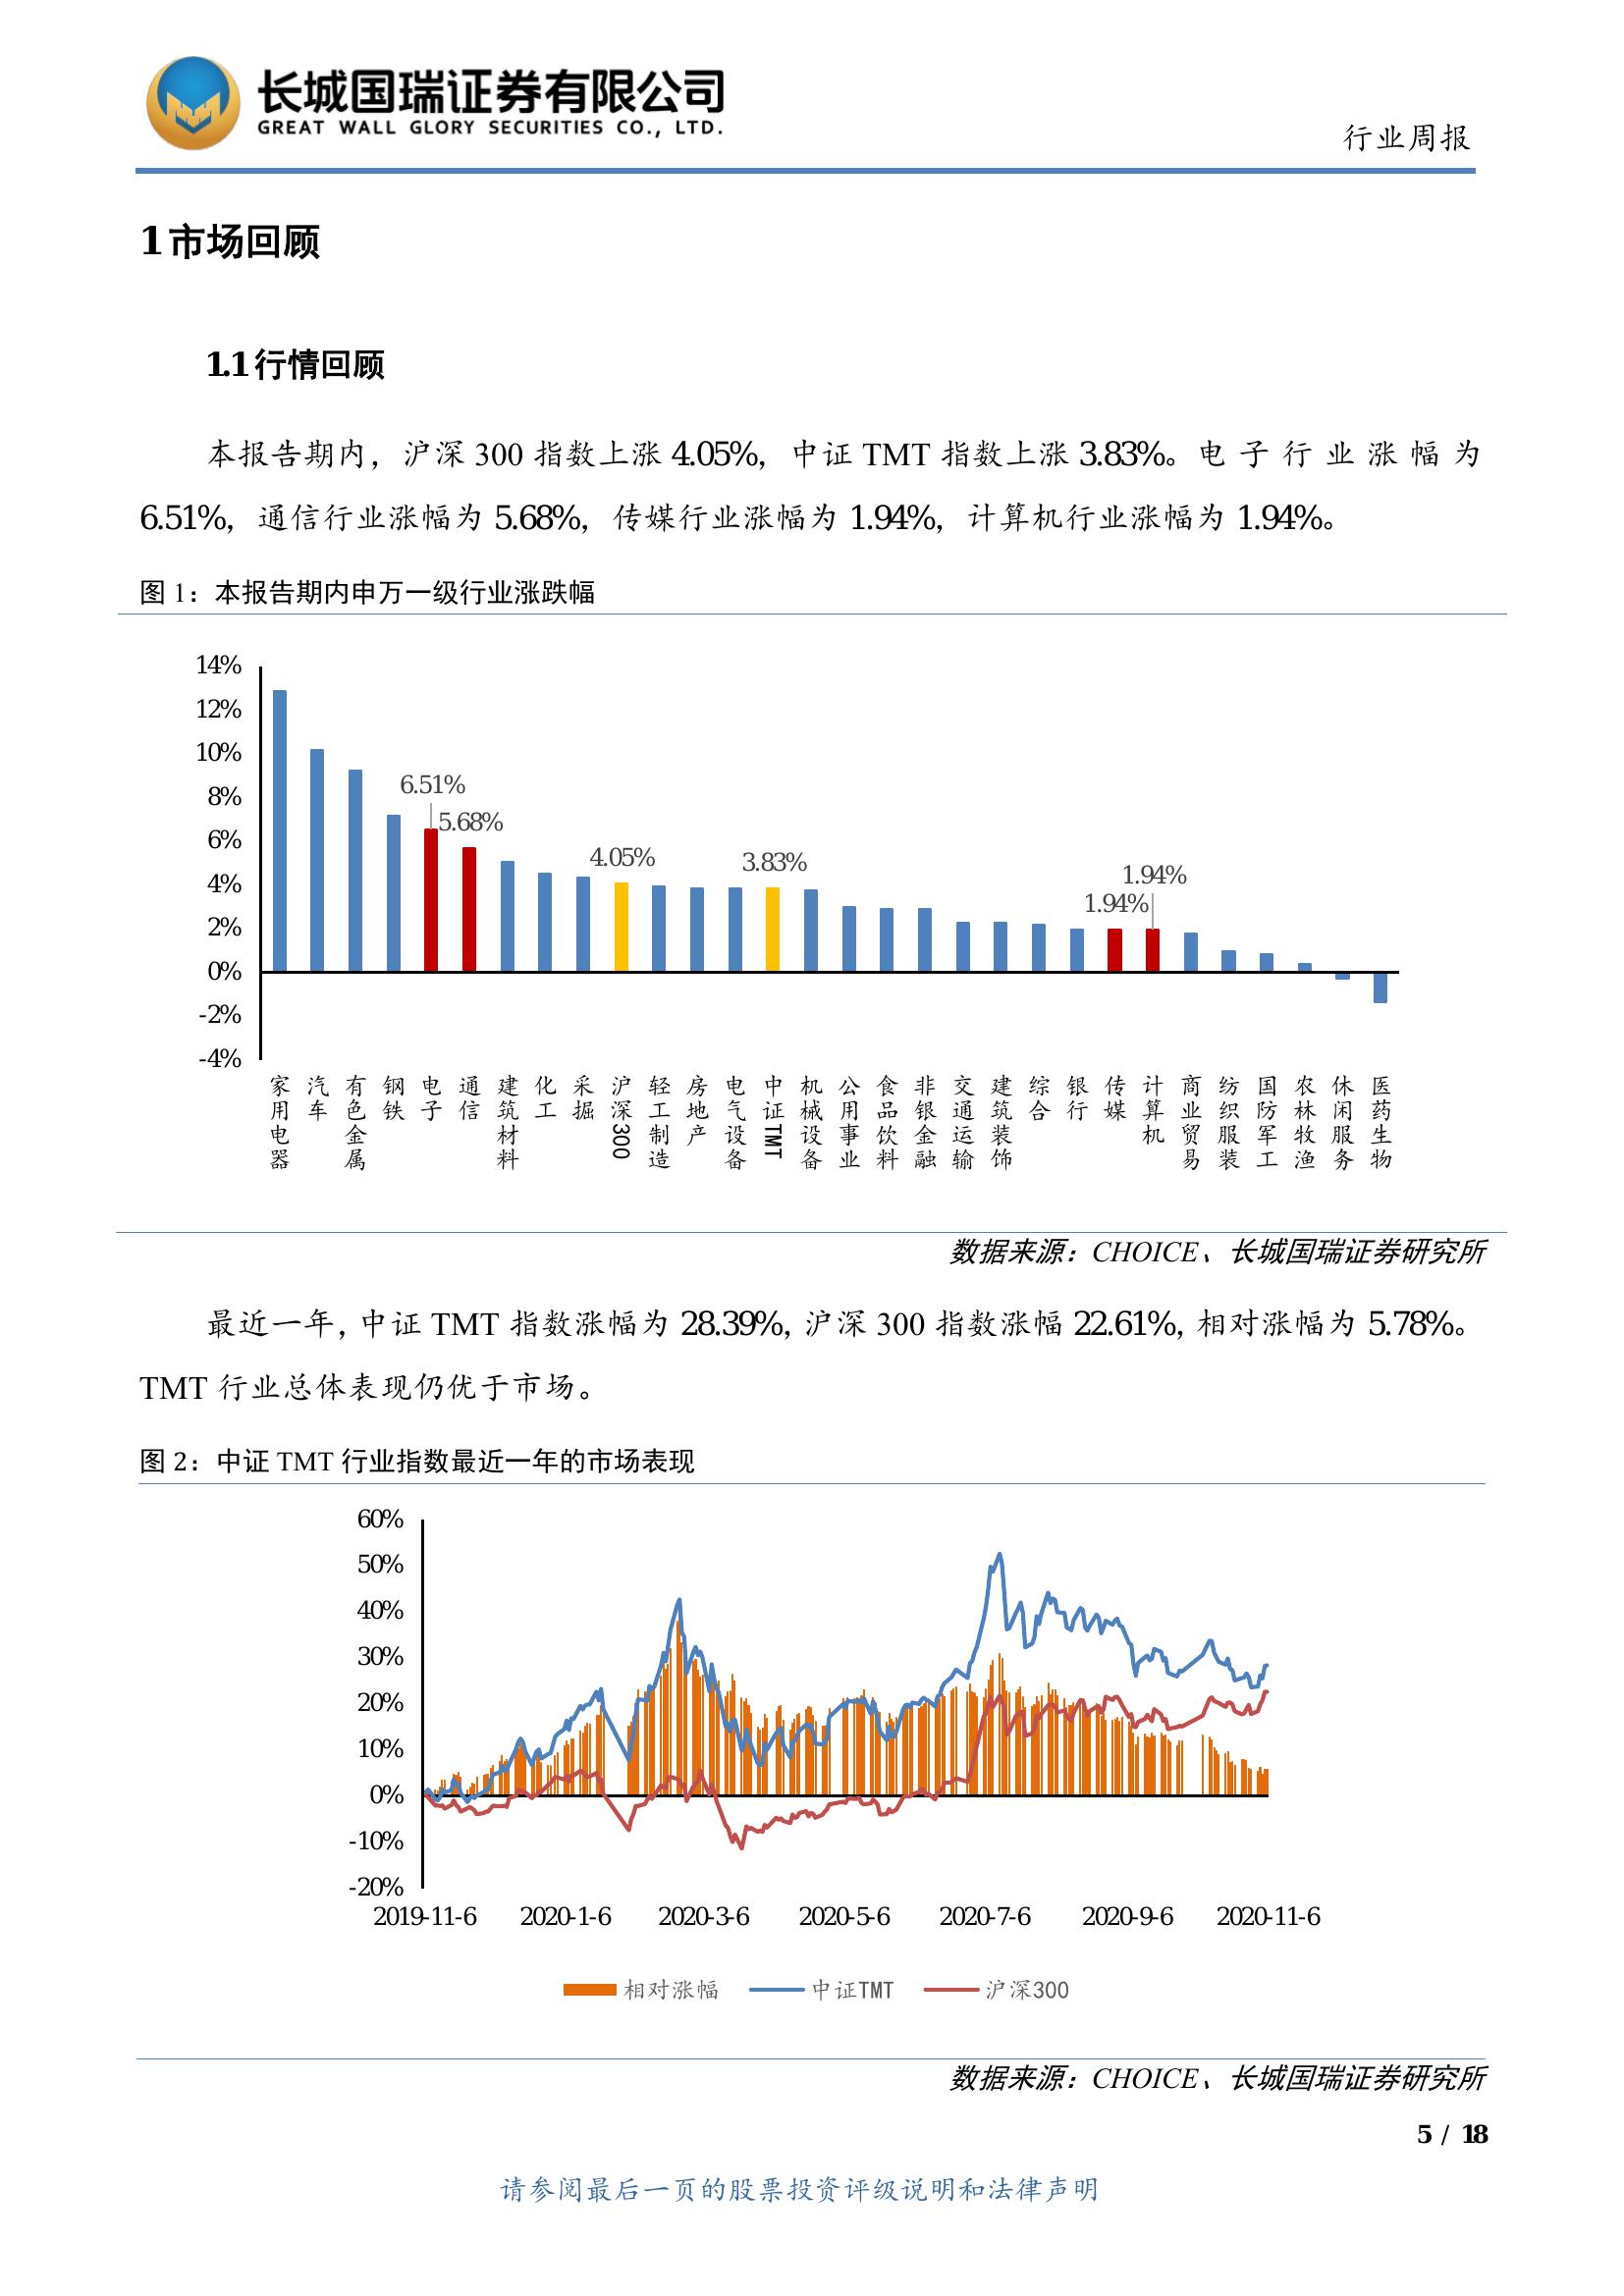 长城国瑞证券有限公司
GREAT WALL GLORY SECURITIES CO., LTD.
行业周报
1 市场回顾
1.1 行情回顾
本报告期内，沪深 300 指数上涨 4.05%，中证 TMT 指数上涨 3.83%。电子行业涨幅为
6.51%，通信行业涨幅为 5.68%，传媒行业涨幅为 1.94%，计算机行业涨幅为 1.94%。
图 1：本报告期内申万一级行业涨跌幅
14%
12%
10%
8%
6%
4%
2%
0%
-2%
-4%
6.51%
5.68%
4.05%
3.83%
1.94%
1.94%
家用电器
汽车
有色金属
钢铁
电子
通信
建筑材料
化工
采掘
沪深300
轻工制造
房地产
电气设备
中证TMT
机械设备
公用事业
食品饮料
非银金融
交通运输
建筑装饰
综合
银行
传媒
计算机
商业贸易
纺织服装
国防军工
农林牧渔
休闲服务
医药生物
数据来源：CHOICE、长城国瑞证券研究所
最近一年，中证 TMT 指数涨幅为 28.39%，沪深 300 指数涨幅 22.61%，相对涨幅为 5.78%。
TMT 行业总体表现仍优于市场。
图 2：中证 TMT 行业指数最近一年的市场表现
60%
50%
40%
30%
20%
10%
0%
-10%
-20%
2019-11-6 2020-1-6 2020-3-6 2020-5-6 2020-7-6 2020-9-6 2020-11-6
相对涨幅 中证TMT 沪深300
数据来源：CHOICE、长城国瑞证券研究所
5 / 18
请参阅最后一页的股票投资评级说明和法律声明